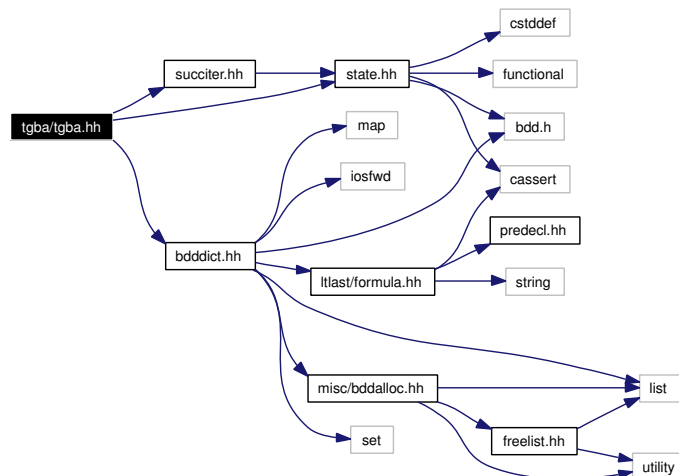 cstddef
succiter.hh
state.hh
functional
tgba/tgba.hh
map
bdd.h
iosfwd
cassert
bdddict.hh
predecl.hh
ltlast/formula.hh
string
misc/bddalloc.hh
list
set
freelist.hh
utility